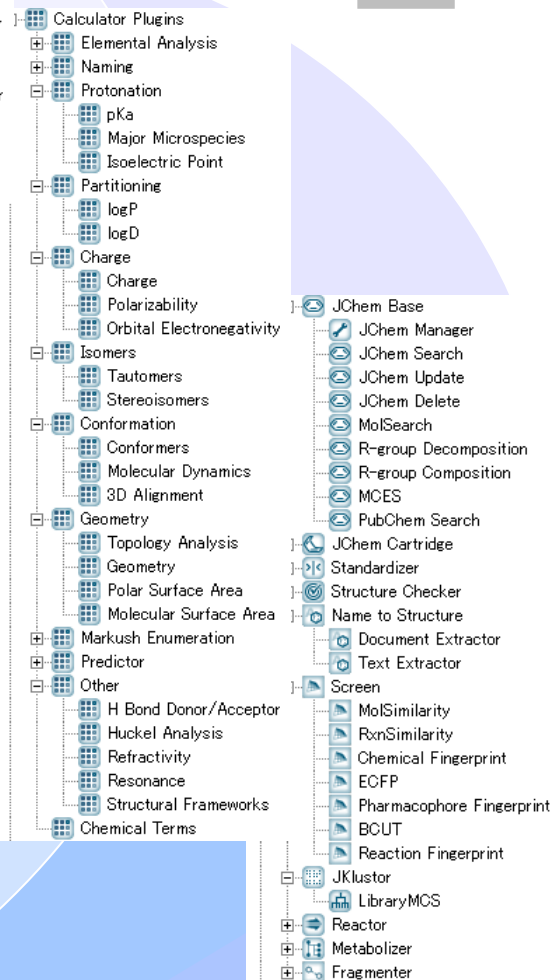 Calculator Plugins
Elemental Analysis
Naming
Protonation
pKa
Major Microspecies
Isoelectric Point
Partitioning
logP
logD
Charge
Charge
Polarizability
Orbital Electronegativity
Isomers
Tautomers
Stereoisomers
Conformation
Conformers
Molecular Dynamics
3D Alignment
Geometry
Topology Analysis
Geometry
Polar Surface Area
Molecular Surface Area
Markush Enumeration
Predictor
Other
H Bond Donor/Acceptor
Huckel Analysis
Refractivity
Resonance
Structural Frameworks
Chemical Terms
JChem Base
JChem Manager
JChem Search
JChem Update
JChem Delete
MolSearch
R-group Decomposition
R-group Composition
MCES
PubChem Search
JChem Cartridge
Standardizer
Structure Checker
Name to Structure
Document Extractor
Text Extractor
Screen
MolSimilarity
RxnSimilarity
Chemical Fingerprint
ECFP
Pharmacophore Fingerprint
BCUT
Reaction Fingerprint
JKlustor
LibraryMCS
Reactor
Metabolizer
Fragmenter